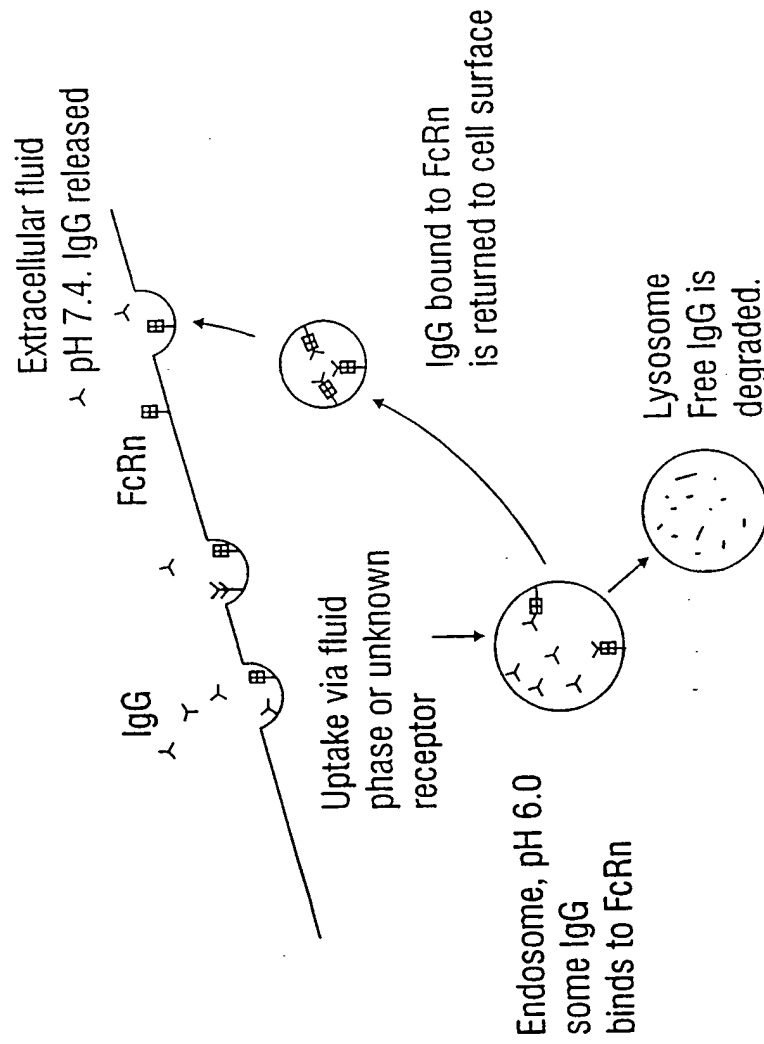 Extracellular fluid
pH 7.4. IgG released
FcRn
IgG
Uptake via fluid
phase or unknown
receptor
IgG bound to FcRn
is returned to cell surface
Endosome, pH 6.0
some IgG
binds to FcRn
Lysosome
Free IgG is
degraded.